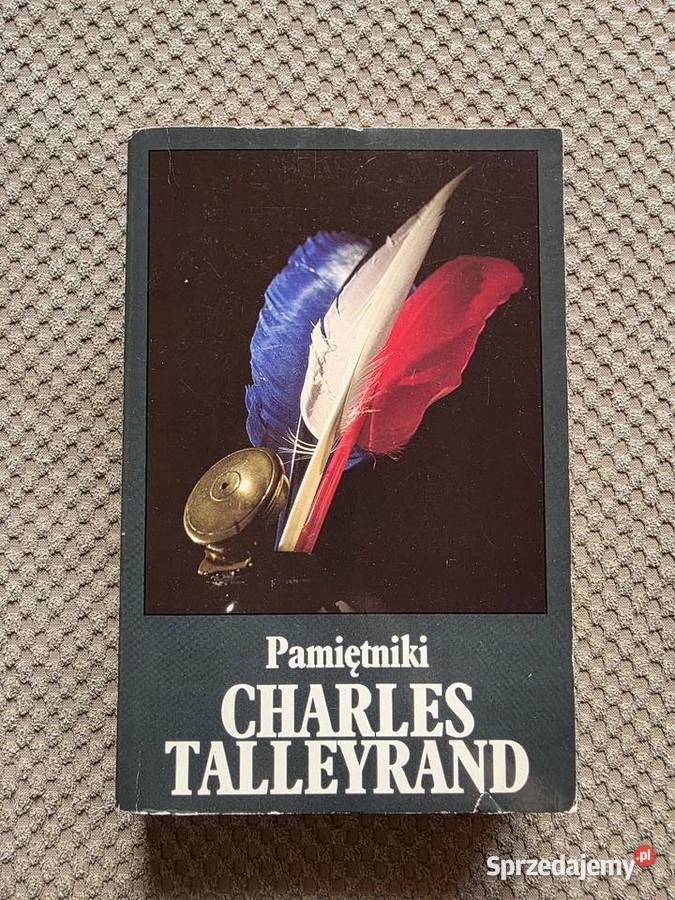 Pamiętniki
CHARLES
TALLEYRAND
Sprzedajemy.pl